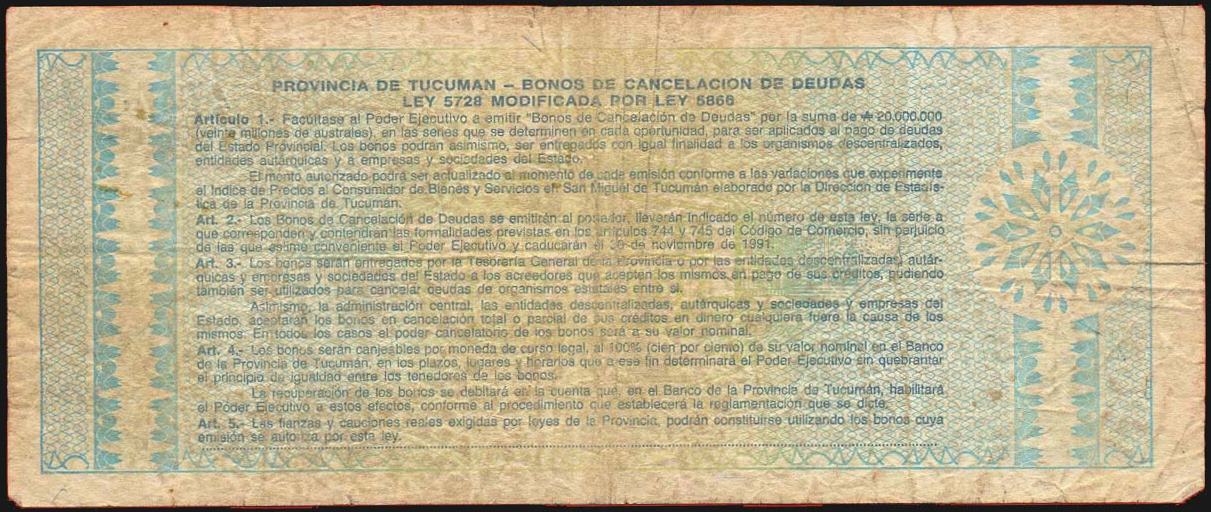 PROVINCIA DE TUCUMAN – BONOS DE CANCELACION DE DEUDAS
LEY 5728 MODIFICADA POR LEY 5866
Artículo 1.- Facúltase al Poder Ejecutivo a emitir "Bonos de Cancelación de Deudas" por la suma de ₳ 20.000.000
(veinte millones de australes), en las series que se determinen en cada oportunidad, para ser aplicados al pago de deudas
del Estado Provincial. Los bonos podrán asimismo, ser entregados con igual finalidad a los organismos descentralizados,
entidades autárquicas y a empresas y sociedades del Estado.
El monto autorizado podrá ser actualizado al momento de cada emisión conforme a las variaciones que experimente
el Indice de Precios al Consumidor de Bienes y Servicios en San Miguel de Tucumán elaborado por la Dirección de Estadís-
tica de la Provincia de Tucumán.
Art. 2.- Los Bonos de Cancelación de Deudas se emitirán al portador, llevarán indicado el número de esta ley, la serie a
que corresponden y contendrán las formalidades previstas en los artículos 744 y 745 del Código de Comercio, sin perjuicio
de las que estime conveniente el Poder Ejecutivo y caducarán el 30 de noviembre de 1991.
Art. 3.- Los bonos serán entregados por la Tesorería General de la Provincia o por las entidades descentralizadas, autár-
quicas y empresas y sociedades del Estado a los acreedores que acepten los mismos en pago de sus créditos, pudiendo
también ser utilizados para cancelar deudas de organismos estatales entre sí.
Asimismo, la administración central, las entidades descentralizadas, autárquicas y sociedades y empresas del
Estado, aceptarán los bonos en cancelación total o parcial de sus créditos en dinero cualquiera fuere la causa de los
mismos. En todos los casos el poder cancelatorio de los bonos será a su valor nominal.
Art. 4.- Los bonos serán canjeables por moneda de curso legal, al 100% (cien por ciento) de su valor nominal en el Banco
de la Provincia de Tucumán, en los plazos, lugares y horarios que a ese fin determinará el Poder Ejecutivo sin quebrantar
el principio de igualdad entre los tenedores de los bonos.
La recuperación de los bonos se debitará en la cuenta que, en el Banco de la Provincia de Tucumán, habilitará
el Poder Ejecutivo a estos efectos, conforme al procedimiento que establecerá la reglamentación que se dicte.
Art. 5.- Las fianzas y cauciones reales exigidas por leyes de la Provincia, podrán constituirse utilizando los bonos cuya
emisión se autoriza por esta ley.